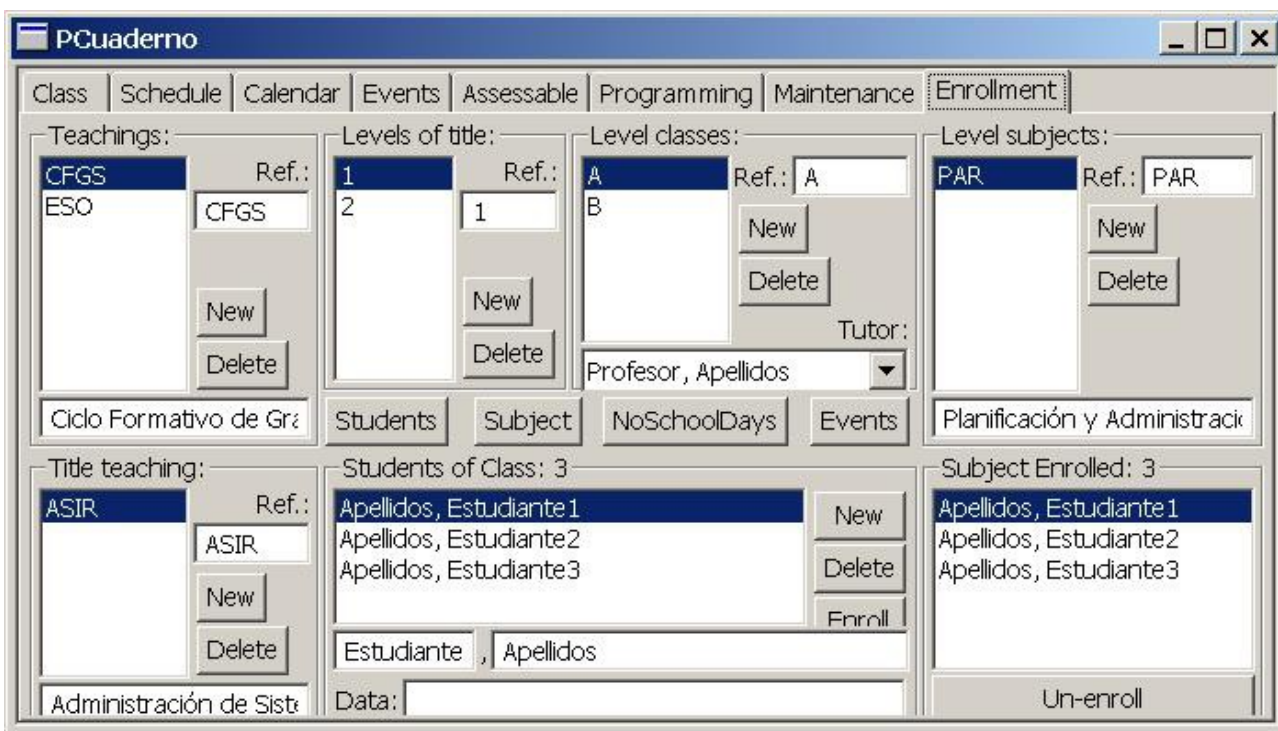 PCuaderno
Class Schedule Calendar Events Assessable Programming Maintenance Enrollment
Teachings:
CFGS
ESO
Ref.:
CFGS
New
Delete
Ciclo Formativo de Gra
Levels of title:
1
2
Ref.:
1
New
Delete
Level classes:
A
B
Ref.: A
New
Delete
Tutor:
Profesor, Apellidos
Level subjects:
PAR
Ref.: PAR
New
Delete
Planificación y Administració
Students Subject NoSchoolDays Events
Title teaching:
ASIR
Ref.:
ASIR
New
Delete
Administración de Siste
Students of Class: 3
Apellidos, Estudiante1
Apellidos, Estudiante2
Apellidos, Estudiante3
New
Delete
Enroll
Estudiante , Apellidos
Data:
Subject Enrolled: 3
Apellidos, Estudiante1
Apellidos, Estudiante2
Apellidos, Estudiante3
Un-enroll